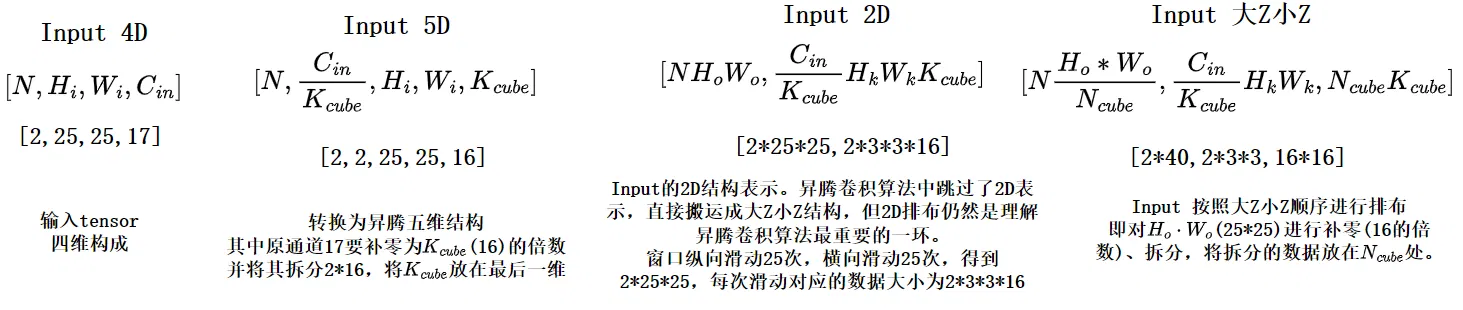 Input 4D
[N, H_i, W_i, C_in]
[2,25,25,17]
输入tensor
四维构成
Input 5D
[N, \frac{C_{in}}{K_{cube}}, H_i, W_i, K_{cube}]
[2,2,25,25,16]
转换为昇腾五维结构
其中原通道17要补零为K_{cube}(16)的倍数
并将其拆分2*16，将K_{cube}放在最后一维
Input 2D
[NH_oW_o, \frac{C_{in}}{K_{cube}}H_kW_kK_{cube}]
[2*25*25,2*3*3*16]
Input的2D结构表示。昇腾卷积算法中跳过了2D表
示，直接搬运成大Z小Z结构，但2D排布仍然是理解
昇腾卷积算法最重要的一环。
窗口纵向滑动25次，横向滑动25次，得到
2*25*25，每次滑动对应的数据大小为2*3*3*16
Input 大Z小Z
[N\frac{H_o * W_o}{N_{cube}}, \frac{C_{in}}{K_{cube}}H_kW_k, N_{cube}K_{cube}]
[2*40,2*3*3,16*16]
Input 按照大Z小Z顺序进行排布
即对H_o · W_o(25*25)进行补零(16的倍
数)、拆分，将拆分的数据放在N_{cube}处。